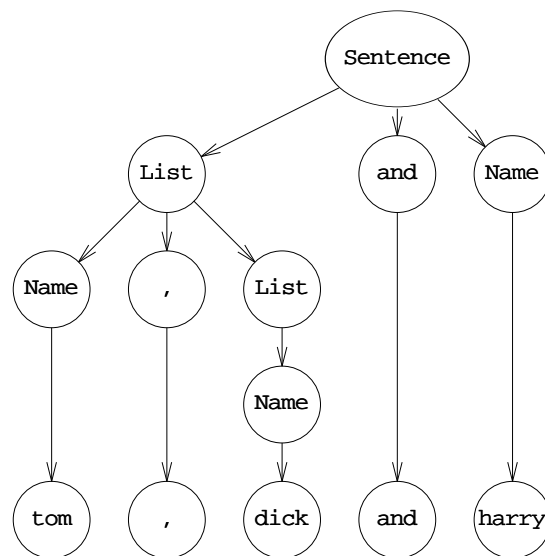 Sentence
List and Name
Name , List
Name
tom , dick and harry